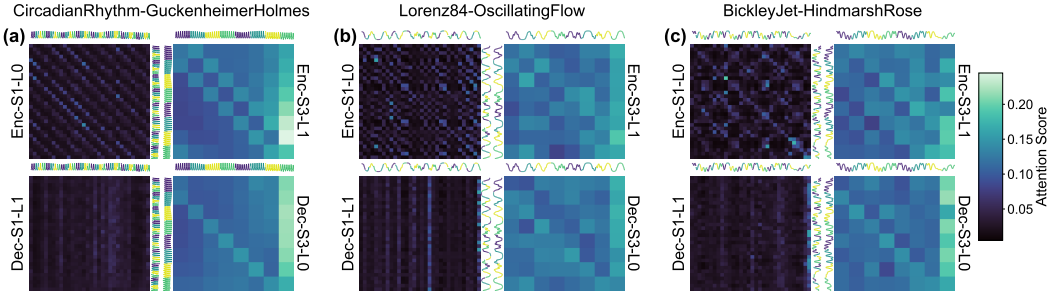 CircadianRhythm-GuckenheimerHolmes
Lorenz84-OscillatingFlow
BickleyJet-HindmarshRose
(a)
(b)
(c)
Enc-S1-L0
Enc-S3-L1
Enc-S1-L0
Enc-S3-L1
Enc-S1-L0
Enc-S3-L1
Dec-S1-L1
Dec-S3-L0
Dec-S1-L1
Dec-S3-L0
Dec-S1-L1
Dec-S3-L0
0.20
0.15
0.10
0.05
Attention Score